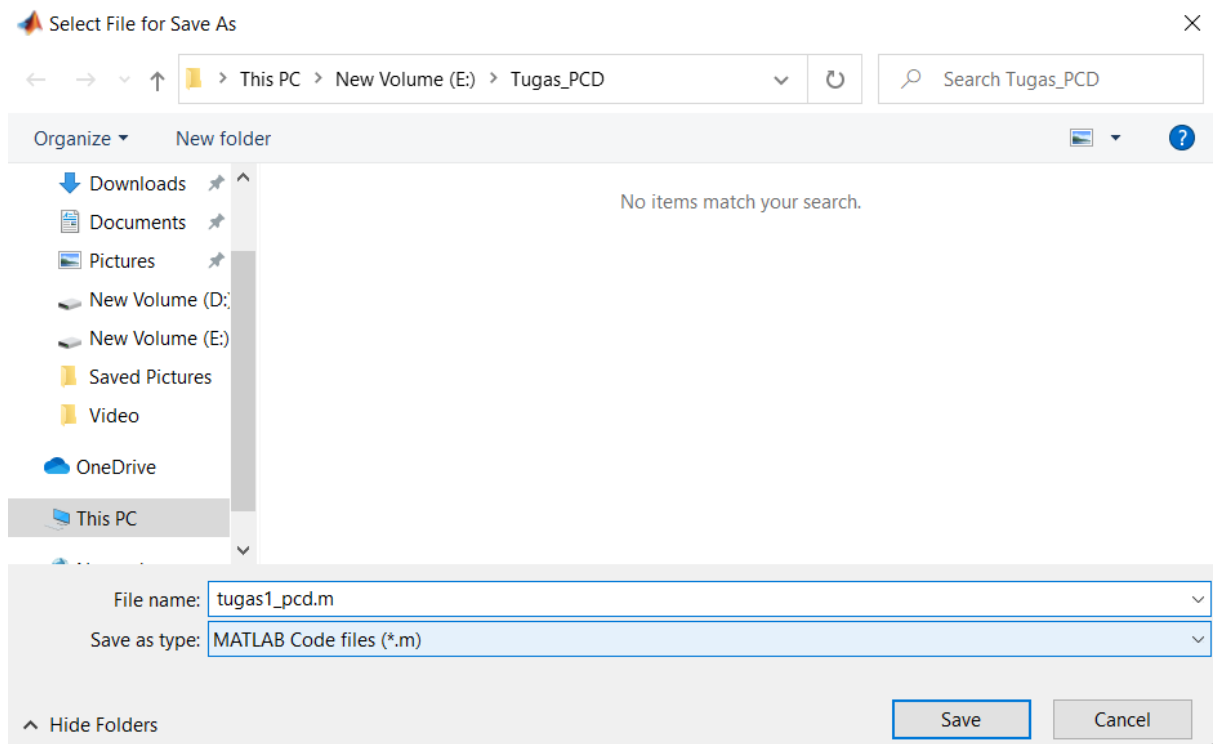 Select File for Save As
This PC > New Volume (E:) > Tugas_PCD
Search Tugas_PCD
Organize
New folder
Downloads
Documents
Pictures
New Volume (D:)
New Volume (E:)
Saved Pictures
Video
OneDrive
This PC
No items match your search.
File name: tugas1_pcd.m
Save as type: MATLAB Code files (*.m)
Hide Folders
Save
Cancel